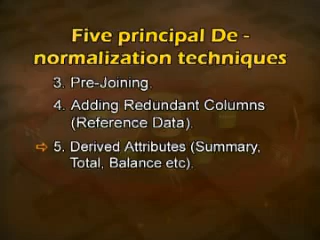 Five principal De -
normalization techniques
3. Pre-Joining.
4. Adding Redundant Columns
(Reference Data).
⇨ 5. Derived Attributes (Summary,
Total, Balance etc).